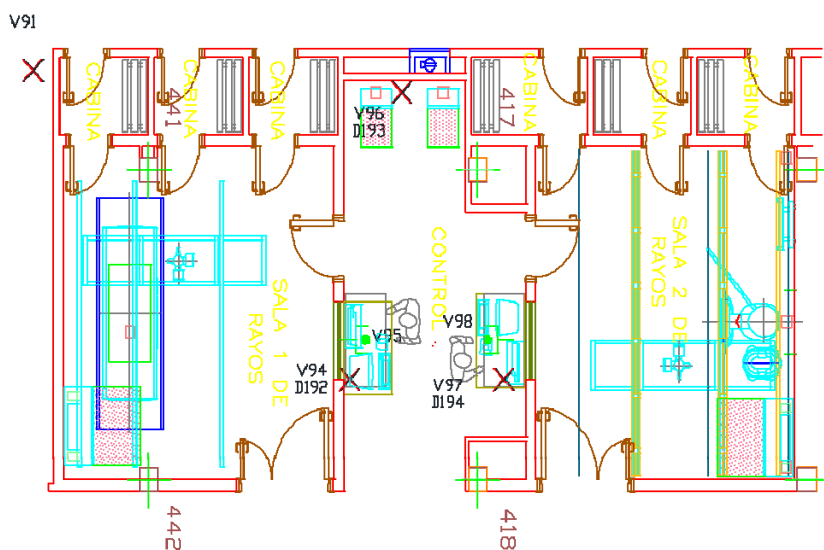 V91
CABINA
441
CABINA
CABINA
V96
D193
417
CABINA
CABINA
CABINA
SALA 1 DE
RAYOS
CONTROL
SALA 2 DE
RAYOS
V95
V98
V94
D192
V97
D194
442
418